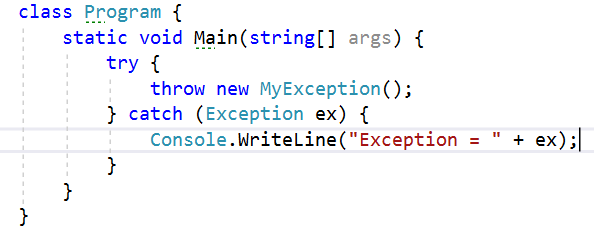 class Program {
static void Main(string[] args) {
try {
throw new MyException();
} catch (Exception ex) {
Console.WriteLine("Exception = " + ex);
}
}
}